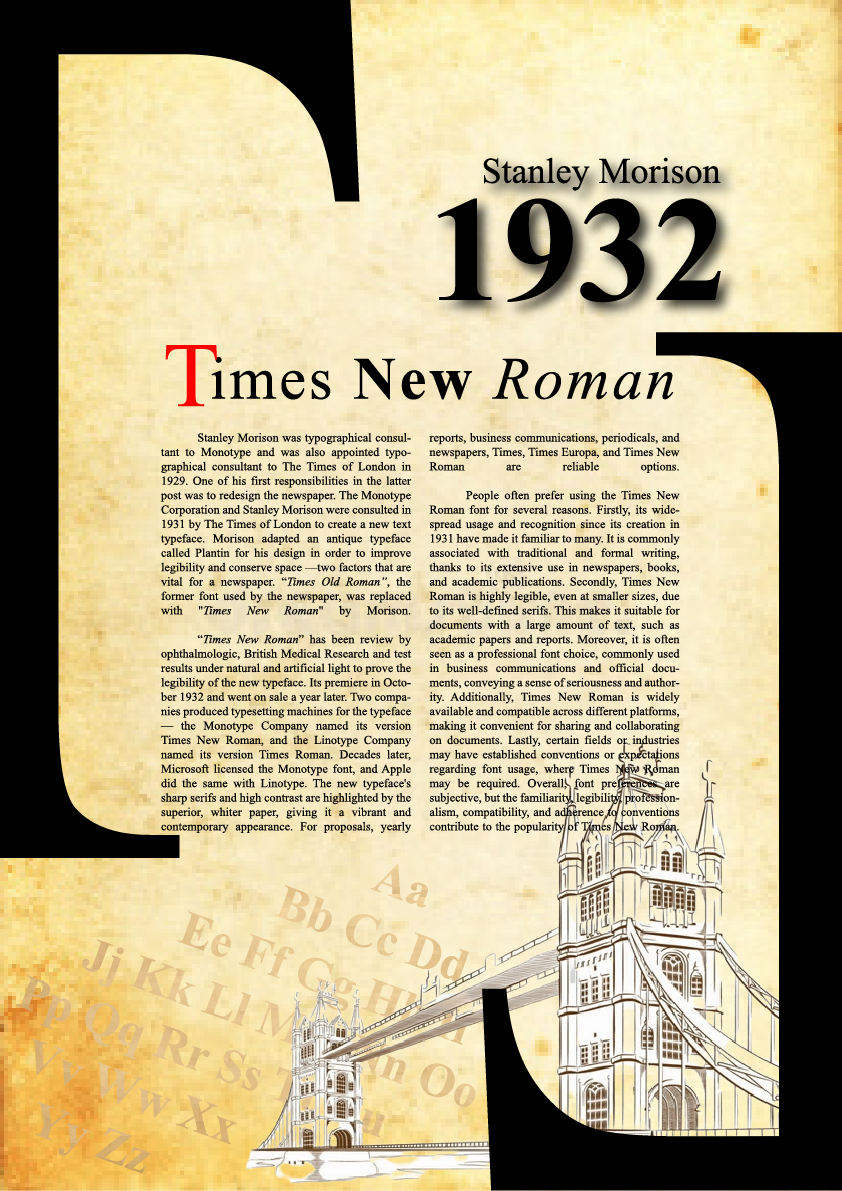 Stanley Morison
1932
Times New Roman
Stanley Morison was typographical consul-
tant to Monotype and was also appointed typo-
graphical consultant to The Times of London in
1929. One of his first responsibilities in the latter
post was to redesign the newspaper. The Monotype
Corporation and Stanley Morison were consulted in
1931 by The Times of London to create a new text
typeface. Morison adapted an antique typeface
called Plantin for his design in order to improve
legibility and conserve space —two factors that are
vital for a newspaper. “Times Old Roman”, the
former font used by the newspaper, was replaced
with "Times New Roman" by Morison.
“Times New Roman” has been review by
ophthalmologic, British Medical Research and test
results under natural and artificial light to prove the
legibility of the new typeface. Its premiere in Octo-
ber 1932 and went on sale a year later. Two compa-
nies produced typesetting machines for the typeface
— the Monotype Company named its version
Times New Roman, and the Linotype Company
named its version Times Roman. Decades later,
Microsoft licensed the Monotype font, and Apple
did the same with Linotype. The new typeface's
sharp serifs and high contrast are highlighted by the
superior, whiter paper, giving it a vibrant and
contemporary appearance. For proposals, yearly
reports, business communications, periodicals, and
newspapers, Times, Times Europa, and Times New
Roman are reliable options.
People often prefer using the Times New
Roman font for several reasons. Firstly, its wide-
spread usage and recognition since its creation in
1931 have made it familiar to many. It is commonly
associated with traditional and formal writing,
thanks to its extensive use in newspapers, books,
and academic publications. Secondly, Times New
Roman is highly legible, even at smaller sizes, due
to its well-defined serifs. This makes it suitable for
documents with a large amount of text, such as
academic papers and reports. Moreover, it is often
seen as a professional font choice, commonly used
in business communications and official docu-
ments, conveying a sense of seriousness and author-
ity. Additionally, Times New Roman is widely
available and compatible across different platforms,
making it convenient for sharing and collaborating
on documents. Lastly, certain fields or industries
may have established conventions or expectations
regarding font usage, where Times New Roman
may be required. Overall, font preferences are
subjective, but the familiarity, legibility, profession-
alism, compatibility, and adherence to conventions
contribute to the popularity of Times New Roman.
Aa
Bb Cc Dd
Ee Ff Gg
Jj Kk Ll Oo
Pp Qq Rr Ss
Vv Ww Xx
Yy Zz